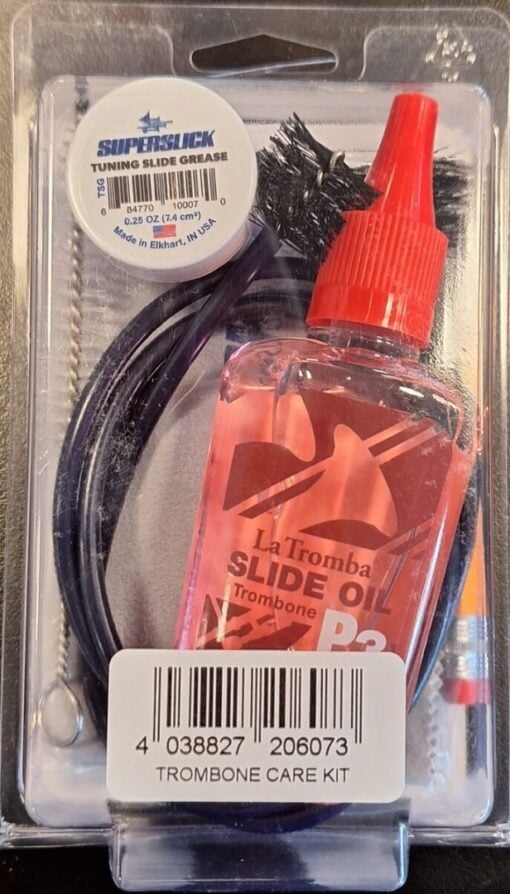 SUPERSLICK
TUNING SLIDE GREASE
TSG
6 84770 10007 0
0.25 OZ (7.4 cm³)
Made in Elkhart, IN USA
La Tromba
SLIDE OIL
Trombone
P3
4 038827 206073
TROMBONE CARE KIT